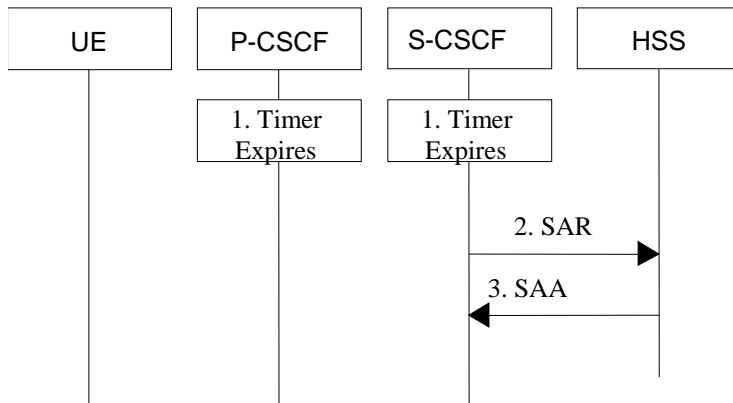 UE
P-CSCF
S-CSCF
HSS
1. Timer
Expires
1. Timer
Expires
2. SAR
3. SAA